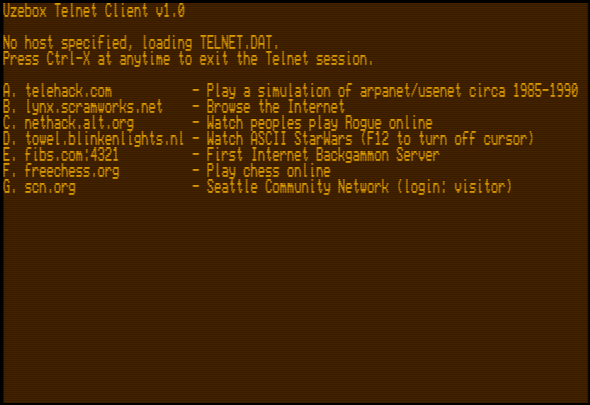 Uzebox Telnet Client v1.0
No host specified, loading TELNET.DAT.
Press Ctrl-X at anytime to exit the Telnet session.
A. telehack.com - Play a simulation of arpanet/usenet circa 1985-1990
B. lynx.scramworks.net - Browse the Internet
C. nethack.alt.org - Watch peoples play Rogue online
D. towel.blinkenlights.nl - Watch ASCII StarWars (F12 to turn off cursor)
E. fibs.com:4321 - First Internet Backgammon Server
F. freechess.org - Play chess online
G. scn.org - Seattle Community Network (login: visitor)